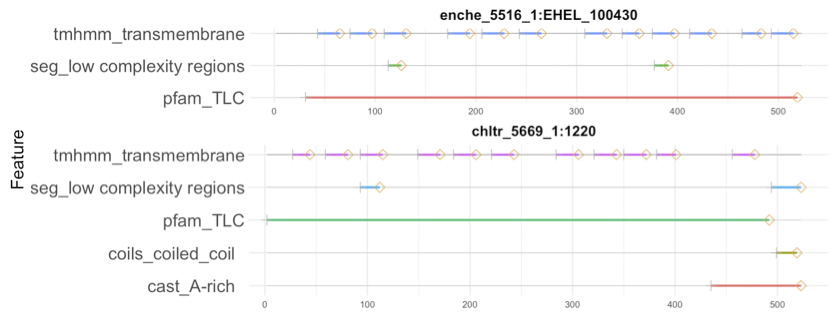 enche_5516_1:EHEL_100430
tmhmm_transmembrane
seg_low complexity regions
pfam_TLC
0 100 200 300 400 500
chltr_5669_1:1220
tmhmm_transmembrane
seg_low complexity regions
pfam_TLC
coils_coiled_coil
cast_A-rich
0 100 200 300 400 500
Feature